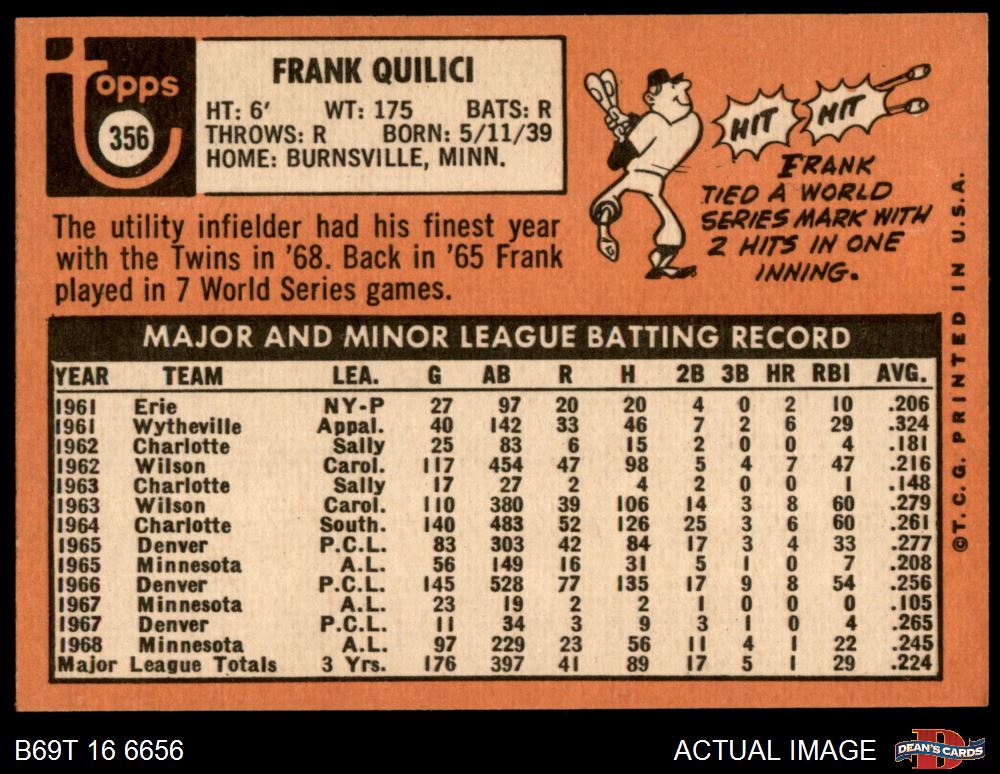 Topps
356
FRANK QUILICI
HT: 6' WT: 175 BATS: R
THROWS: R BORN: 5/11/39
HOME: BURNSVILLE, MINN.
The utility infielder had his finest year
with the Twins in '68. Back in '65 Frank
played in 7 World Series games.
HIT HIT
FRANK
TIED A WORLD
SERIES MARK WITH
2 HITS IN ONE
INNING.
MAJOR AND MINOR LEAGUE BATTING RECORD
YEAR TEAM LEA. G AB R H 2B 3B HR RBI AVG.
1961 Erie NY-P 27 97 20 20 4 0 2 10 .206
1961 Wytheville Appal. 40 142 33 46 7 2 6 29 .324
1962 Charlotte Sally 25 83 6 15 2 0 0 4 .181
1962 Wilson Carol. 117 454 47 98 5 4 7 47 .216
1963 Charlotte Sally 17 27 2 4 2 0 0 1 .148
1963 Wilson Carol. 110 380 39 106 14 3 8 60 .279
1964 Charlotte South. 140 483 52 126 25 3 6 60 .261
1965 Denver P.C.L. 83 303 42 84 17 3 4 33 .277
1965 Minnesota A.L. 56 149 16 31 5 1 0 7 .208
1966 Denver P.C.L. 145 528 77 135 17 9 8 54 .256
1967 Minnesota A.L. 23 19 2 2 1 0 0 0 .105
1967 Denver P.C.L. 11 34 3 9 3 1 0 4 .265
1968 Minnesota A.L. 97 229 23 56 11 4 1 22 .245
Major League Totals 3 Yrs. 176 397 41 89 17 5 1 29 .224
©T.C.G. PRINTED IN U.S.A.
B69T 16 6656
ACTUAL IMAGE
DEAN'S CARDS